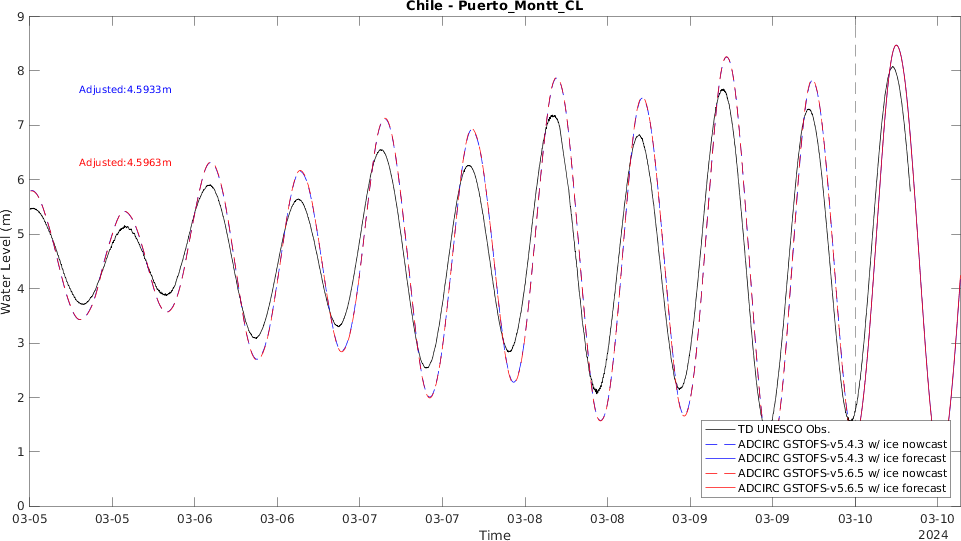 Chile - Puerto_Montt_CL
9
8
7
6
5
4
3
2
1
0
Water Level (m)
Adjusted:4.5933m
Adjusted:4.5963m
TD UNESCO Obs.
ADCIRC GSTOFS-v5.4.3 w/ ice nowcast
ADCIRC GSTOFS-v5.4.3 w/ ice forecast
ADCIRC GSTOFS-v5.6.5 w/ ice nowcast
ADCIRC GSTOFS-v5.6.5 w/ ice forecast
03-05 03-05 03-06 03-06 03-07 03-07 03-08 03-08 03-09 03-09 03-10 03-10
2024
Time